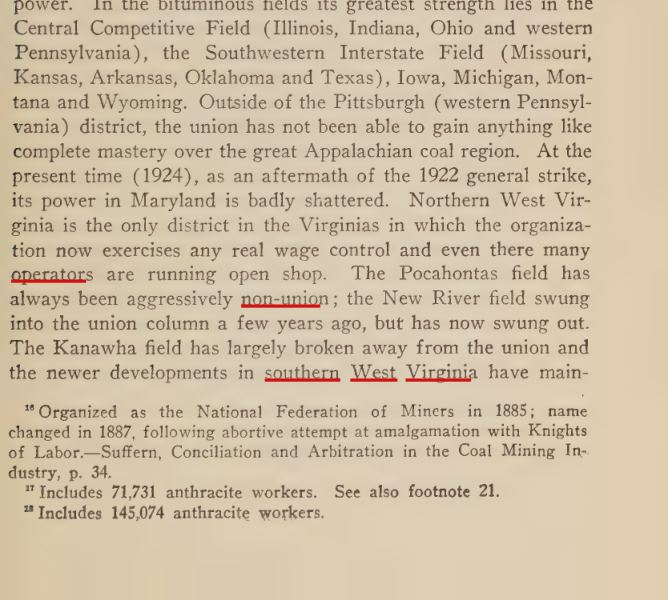 power. In the bituminous fields its greatest strength lies in the
Central Competitive Field (Illinois, Indiana, Ohio and western
Pennsylvania), the Southwestern Interstate Field (Missouri,
Kansas, Arkansas, Oklahoma and Texas), Iowa, Michigan, Mon-
tana and Wyoming. Outside of the Pittsburgh (western Pennsyl-
vania) district, the union has not been able to gain anything like
complete mastery over the great Appalachian coal region. At the
present time (1924), as an aftermath of the 1922 general strike,
its power in Maryland is badly shattered. Northern West Vir-
ginia is the only district in the Virginias in which the organiza-
tion now exercises any real wage control and even there many
operators are running open shop. The Pocahontas field has
always been aggressively non-union; the New River field swung
into the union column a few years ago, but has now swung out.
The Kanawha field has largely broken away from the union and
the newer developments in southern West Virginia have main-
¹⁶ Organized as the National Federation of Miners in 1885; name
changed in 1887, following abortive attempt at amalgamation with Knights
of Labor.—Suffern, Conciliation and Arbitration in the Coal Mining In-
dustry, p. 34.
¹⁷ Includes 71,731 anthracite workers. See also footnote 21.
¹⁸ Includes 145,074 anthracite workers.